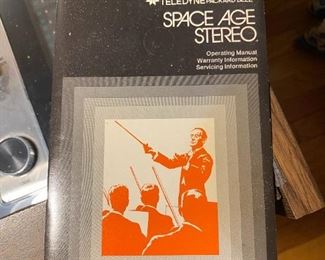 TELEDYNE PACKARD BELL
SPACE AGE
STEREO.
Operating Manual
Warranty Information
Servicing Information